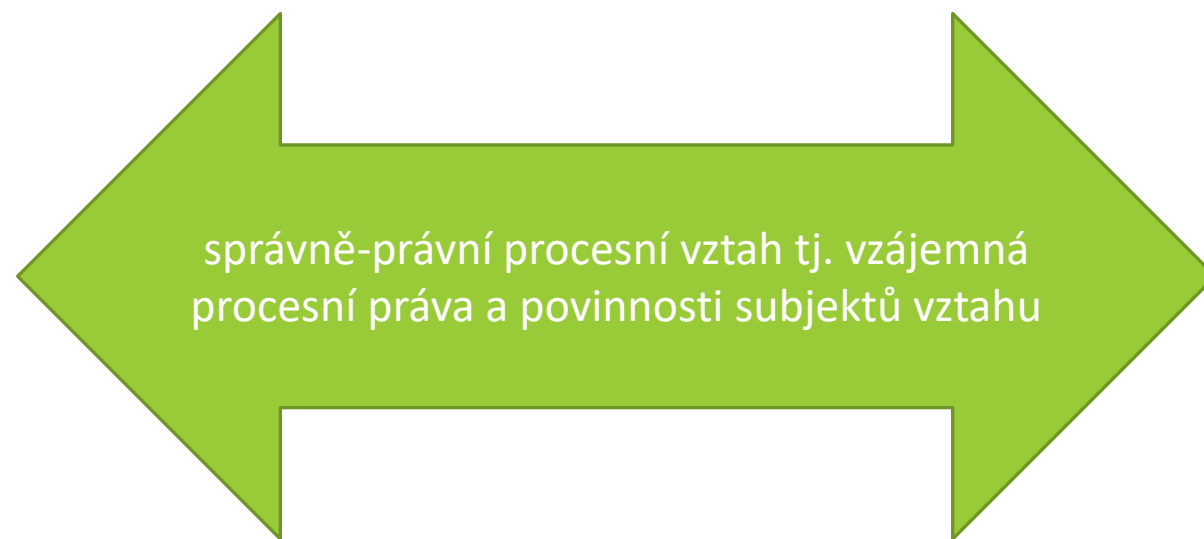 správně-právní procesní vztah tj. vzájemná
procesní práva a povinnosti subjektů vztahu